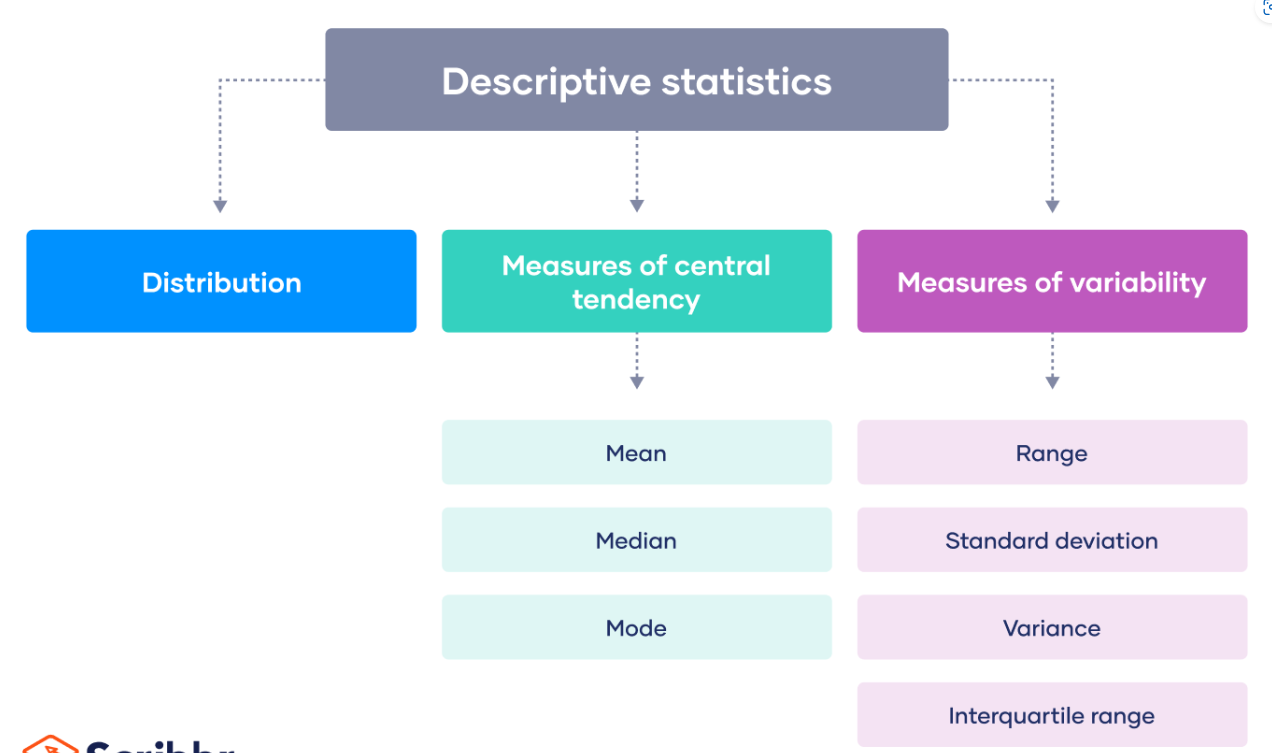 Descriptive statistics
Distribution
Measures of central
tendency
Measures of variability
Mean
Median
Mode
Range
Standard deviation
Variance
Interquartile range
Scribbr